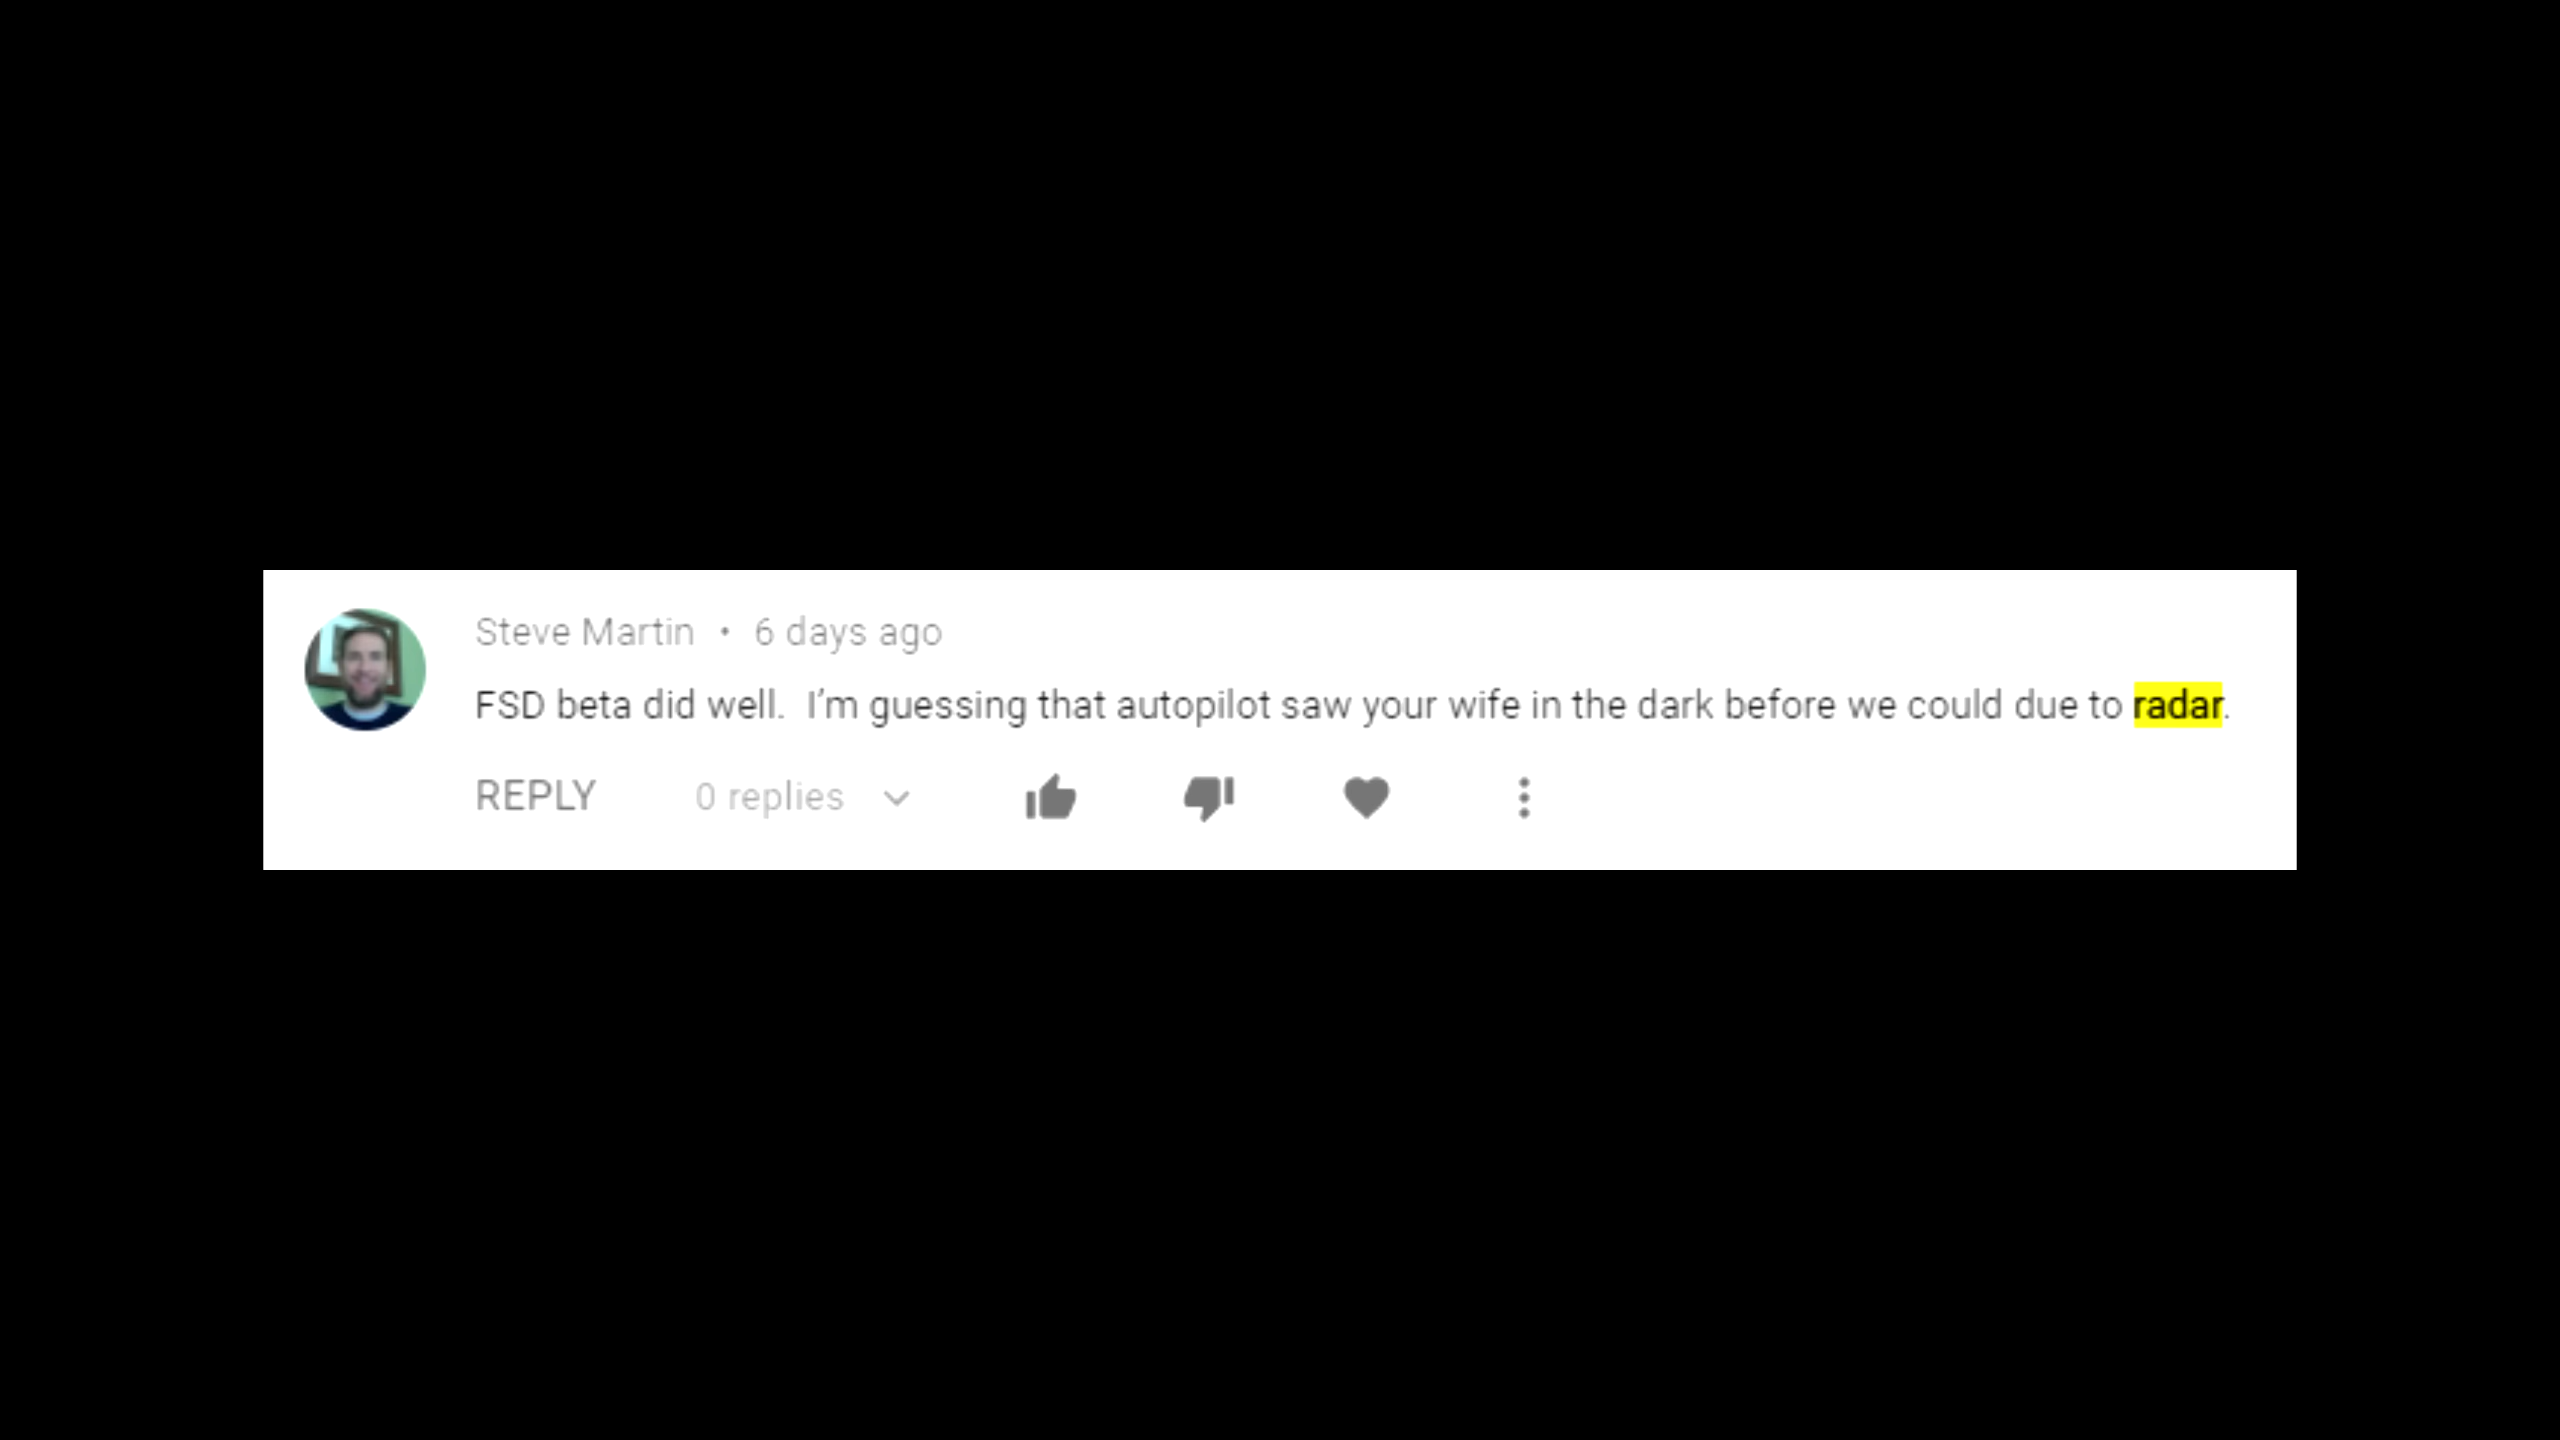 Steve Martin • 6 days ago
FSD beta did well.  I'm guessing that autopilot saw your wife in the dark before we could due to radar.
REPLY 0 replies